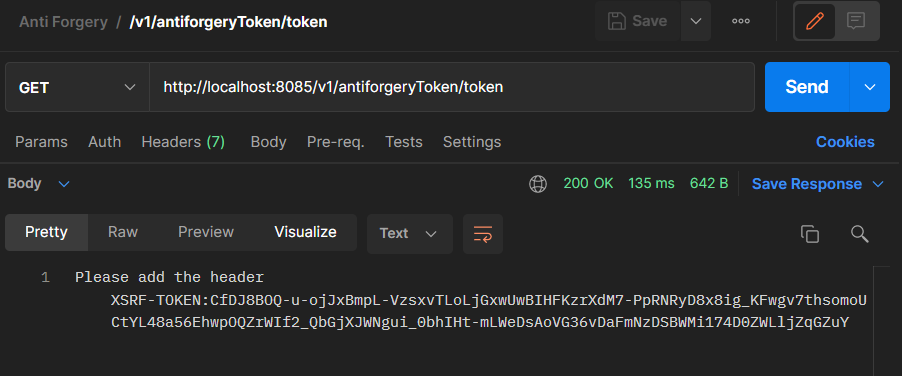 Anti Forgery / /v1/antiforgeryToken/token
Save
GET http://localhost:8085/v1/antiforgeryToken/token Send
Params Auth Headers (7) Body Pre-req. Tests Settings Cookies
Body 200 OK 135 ms 642 B Save Response
Pretty Raw Preview Visualize Text
1 Please add the header
XSRF-TOKEN:CfDJ8BOQ-u-ojJxBmpL-VzsxvTLoLjGxwUwBIHFKzrXdM7-PpRNRyD8x8ig_KFwgv7thsomoU
CtYL48a56EhwpOQZrWIf2_QbGjXJWNgui_0bhIHt-mLWeDsAoVG36vDaFmNzDSBWMi174D0ZWLljZqGZuY